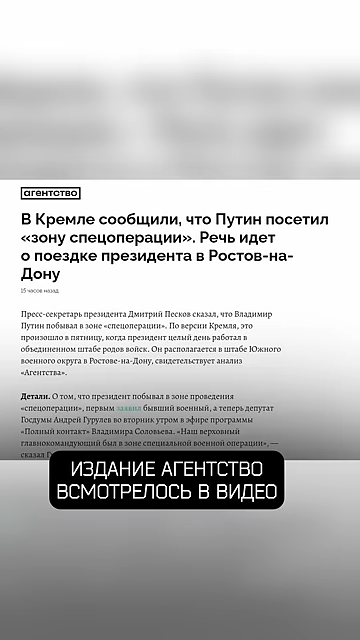 агентство
В Кремле сообщили, что Путин посетил
«зону спецоперации». Речь идет
о поездке президента в Ростов-на-
Дону
15 часов назад
Пресс-секретарь президента Дмитрий Песков сказал, что Владимир
Путин побывал в зоне «спецоперации». По версии Кремля, это
произошло в пятницу, когда президент целый день работал в
объединенном штабе родов войск. Он располагается в штабе Южного
военного округа в Ростове-на-Дону, свидетельствует анализ
«Агентства».
Детали. О том, что президент побывал в зоне проведения
«спецоперации», первым заявил бывший военный, а теперь депутат
Госдумы Андрей Гурулев во вторник утром в эфире программы
«Полный контакт» Владимира Соловьева. «Наш верховный
главнокомандующий был в зоне специальной военной операции», —
сказал
ИЗДАНИЕ АГЕНТСТВО
ВСМОТРЕЛОСЬ В ВИДЕО